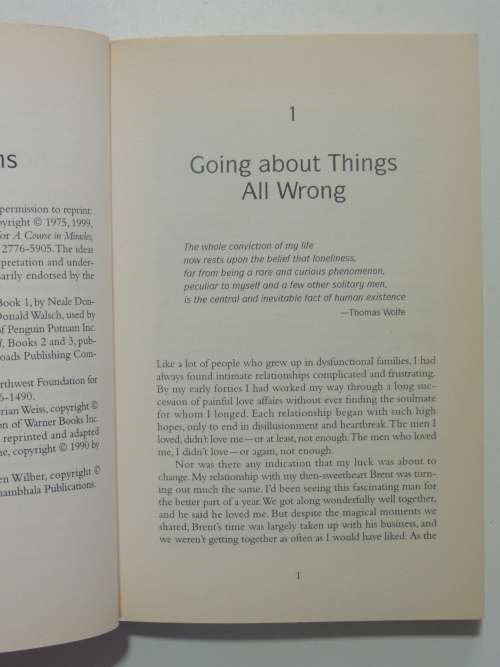 ns
permission to reprint:
yright © 1975, 1999,
for A Course in Miracles,
2776-5905. The ideas
rpretation and under-
sarily endorsed by the
Book 1, by Neale Don-
Donald Walsch, used by
of Penguin Putnam Inc.
Books 2 and 3, pub-
oads Publishing Com-
rthwest Foundation for
6-1490.
rian Weiss, copyright ©
on of Warner Books Inc.
reprinted and adapted
ne, copyright © 1990 by
en Wilber, copyright ©
hambhala Publications.
1
Going about Things
All Wrong
The whole conviction of my life
now rests upon the belief that loneliness,
far from being a rare and curious phenomenon,
peculiar to myself and a few other solitary men,
is the central and inevitable fact of human existence
—Thomas Wolfe
Like a lot of people who grew up in dysfunctional families, I had
always found intimate relationships complicated and frustrating.
By my early forties I had worked my way through a long suc-
cession of painful love affairs without ever finding the soulmate
for whom I longed. Each relationship began with such high
hopes, only to end in disillusionment and heartbreak. The men I
loved, didn't love me—or at least, not enough. The men who loved
me, I didn't love—or again, not enough.
Nor was there any indication that my luck was about to
change. My relationship with my then-sweetheart Brent was turn-
ing out much the same. I'd been seeing this fascinating man for
the better part of a year. We got along wonderfully well together,
and he said he loved me. But despite the magical moments we
shared, Brent's time was largely taken up with his business, and
we weren't getting together as often as I would have liked. As the
1